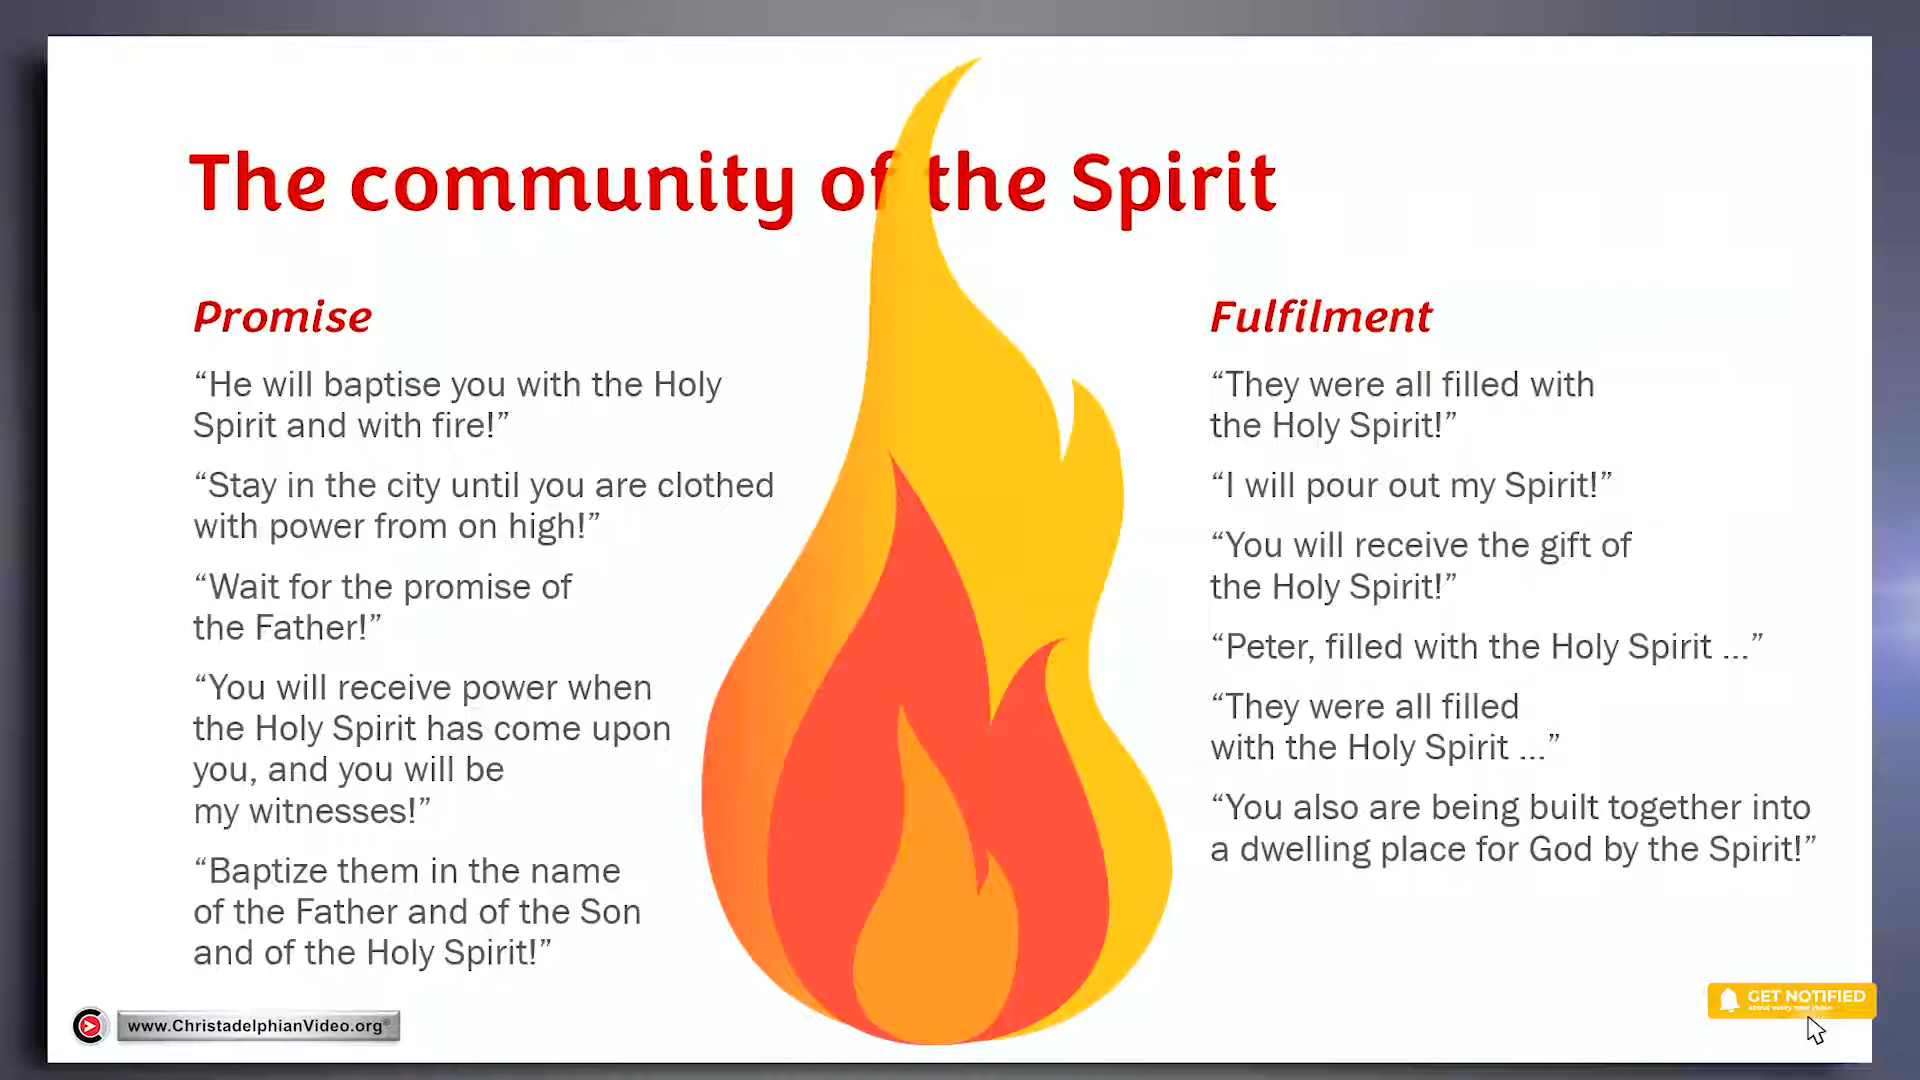 The community of the Spirit
Promise
“He will baptise you with the Holy
Spirit and with fire!”
“Stay in the city until you are clothed
with power from on high!”
“Wait for the promise of
the Father!”
“You will receive power when
the Holy Spirit has come upon
you, and you will be
my witnesses!”
“Baptize them in the name
of the Father and of the Son
and of the Holy Spirit!”
Fulfilment
“They were all filled with
the Holy Spirit!”
“I will pour out my Spirit!”
“You will receive the gift of
the Holy Spirit!”
“Peter, filled with the Holy Spirit ...”
“They were all filled
with the Holy Spirit ...”
“You also are being built together into
a dwelling place for God by the Spirit!”
www.ChristadelphianVideo.org®
GET NOTIFIED
about every new video